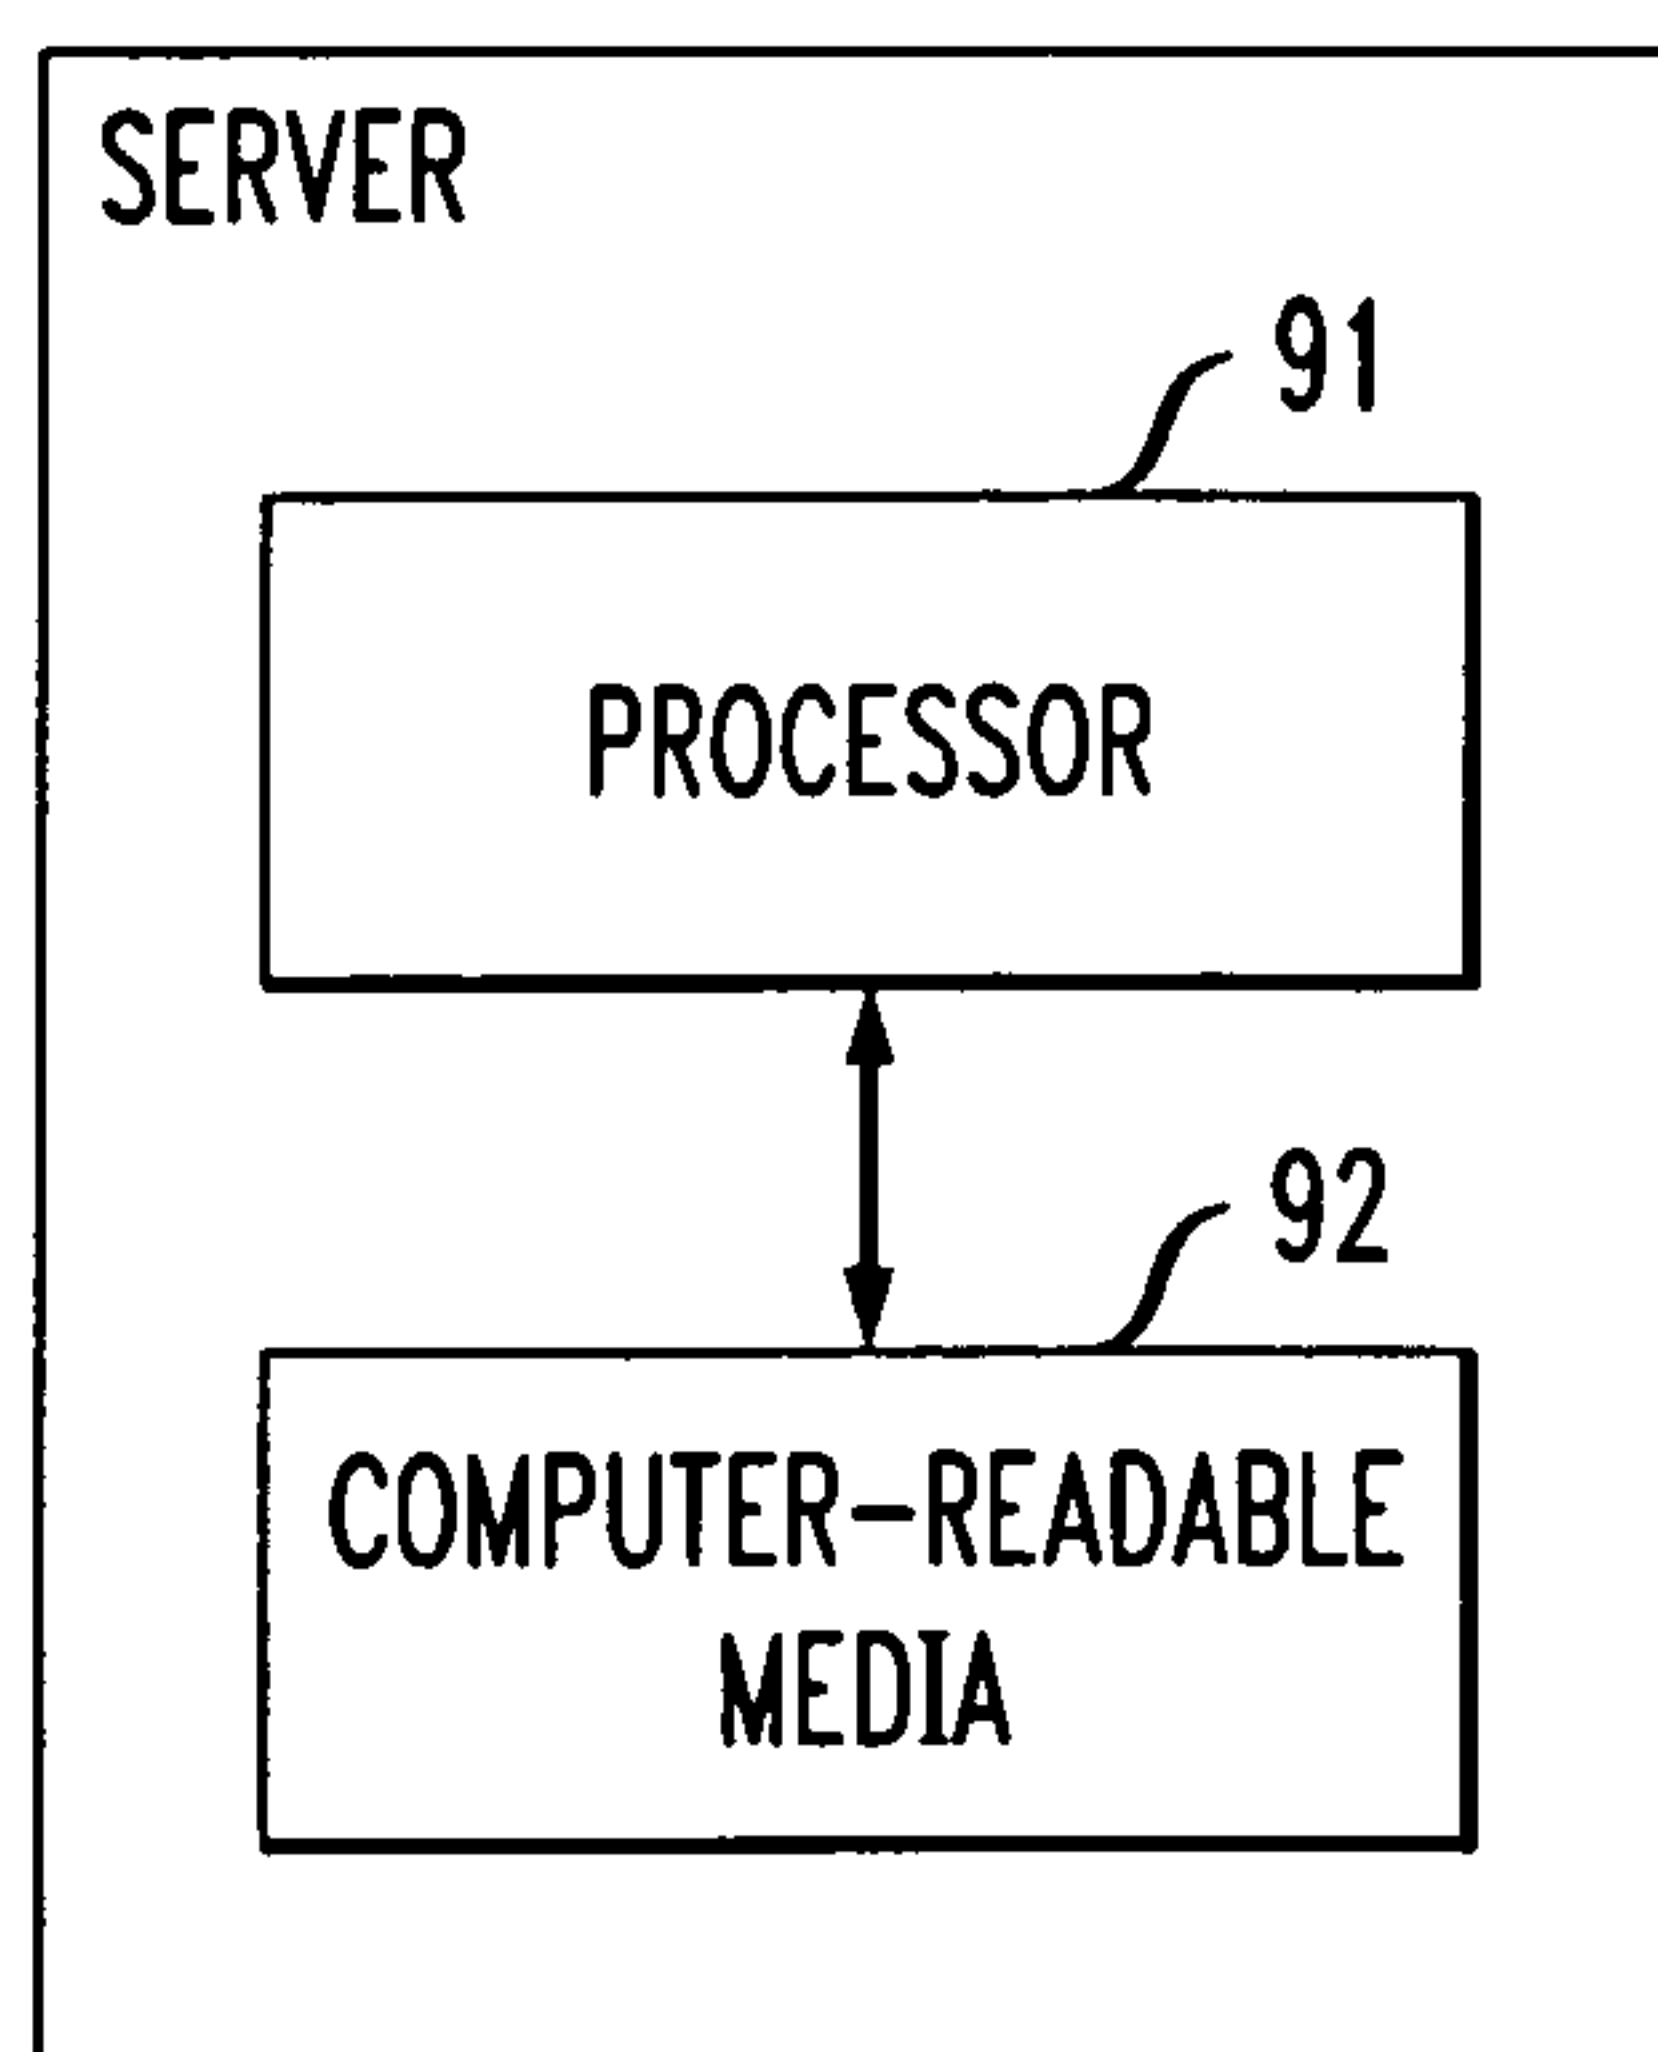 SERVER
91
PROCESSOR
92
COMPUTER-READABLE
MEDIA